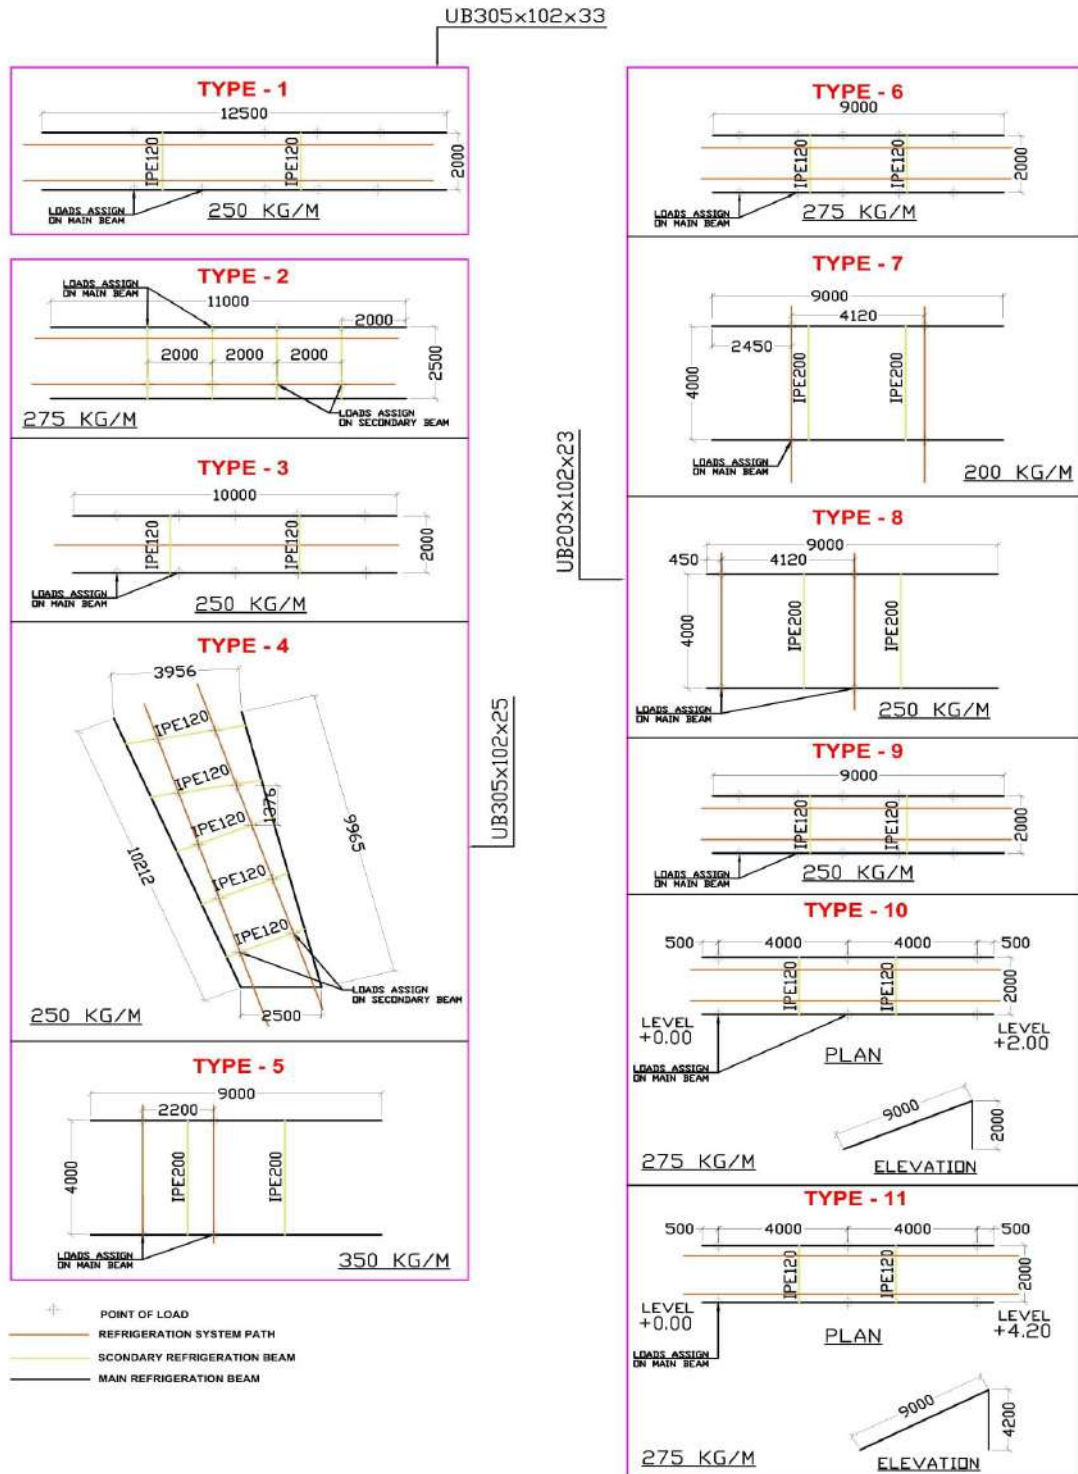 UB305x102x33
TYPE - 1
12500
IPE120
IPE120
2000
LOADS ASSIGN
ON MAIN BEAM
250 KG/M
TYPE - 2
LOADS ASSIGN
ON MAIN BEAM
11000
2000
2000
2000
2000
2500
LOADS ASSIGN
ON SECONDARY BEAM
275 KG/M
TYPE - 3
10000
IPE120
IPE120
2000
LOADS ASSIGN
ON MAIN BEAM
250 KG/M
TYPE - 4
3956
IPE120
IPE120
1376
IPE120
9965
10212
IPE120
IPE120
LOADS ASSIGN
ON SECONDARY BEAM
250 KG/M
2500
UB305x102x25
TYPE - 5
9000
2200
4000
IPE200
IPE200
LOADS ASSIGN
ON MAIN BEAM
350 KG/M
POINT OF LOAD
REFRIGERATION SYSTEM PATH
SCONDARY REFRIGERATION BEAM
MAIN REFRIGERATION BEAM
UB203x102x23
TYPE - 6
9000
IPE120
IPE120
2000
LOADS ASSIGN
ON MAIN BEAM
275 KG/M
TYPE - 7
9000
4120
2450
4000
IPE200
IPE200
LOADS ASSIGN
ON MAIN BEAM
200 KG/M
TYPE - 8
9000
450
4120
4000
IPE200
IPE200
LOADS ASSIGN
ON MAIN BEAM
250 KG/M
TYPE - 9
9000
IPE120
IPE120
2000
LOADS ASSIGN
ON MAIN BEAM
250 KG/M
TYPE - 10
500
4000
4000
500
IPE120
IPE120
2000
LEVEL
+0.00
LEVEL
+2.00
LOADS ASSIGN
ON MAIN BEAM
PLAN
9000
2000
275 KG/M
ELEVATION
TYPE - 11
500
4000
4000
500
IPE120
IPE120
2000
LEVEL
+0.00
LEVEL
+4.20
LOADS ASSIGN
ON MAIN BEAM
PLAN
9000
4200
275 KG/M
ELEVATION